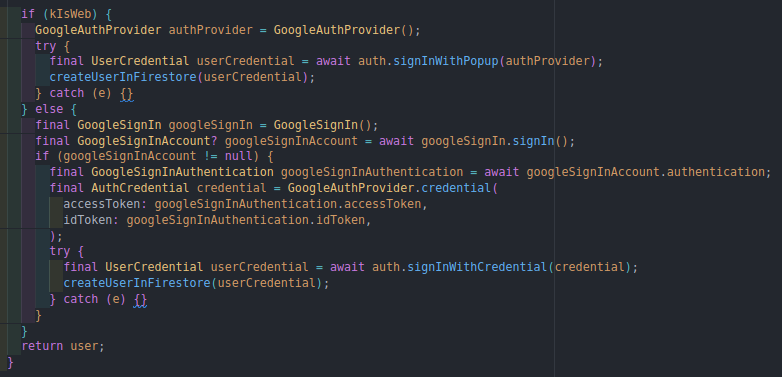 if (kIsWeb) {
GoogleAuthProvider authProvider = GoogleAuthProvider();
try {
final UserCredential userCredential = await auth.signInWithPopup(authProvider);
createUserInFirestore(userCredential);
} catch (e) {}
} else {
final GoogleSignIn googleSignIn = GoogleSignIn();
final GoogleSignInAccount? googleSignInAccount = await googleSignIn.signIn();
if (googleSignInAccount != null) {
final GoogleSignInAuthentication googleSignInAuthentication = await googleSignInAccount.authentication;
final AuthCredential credential = GoogleAuthProvider.credential(
accessToken: googleSignInAuthentication.accessToken,
idToken: googleSignInAuthentication.idToken,
);
try {
final UserCredential userCredential = await auth.signInWithCredential(credential);
createUserInFirestore(userCredential);
} catch (e) {}
}
}
return user;
}